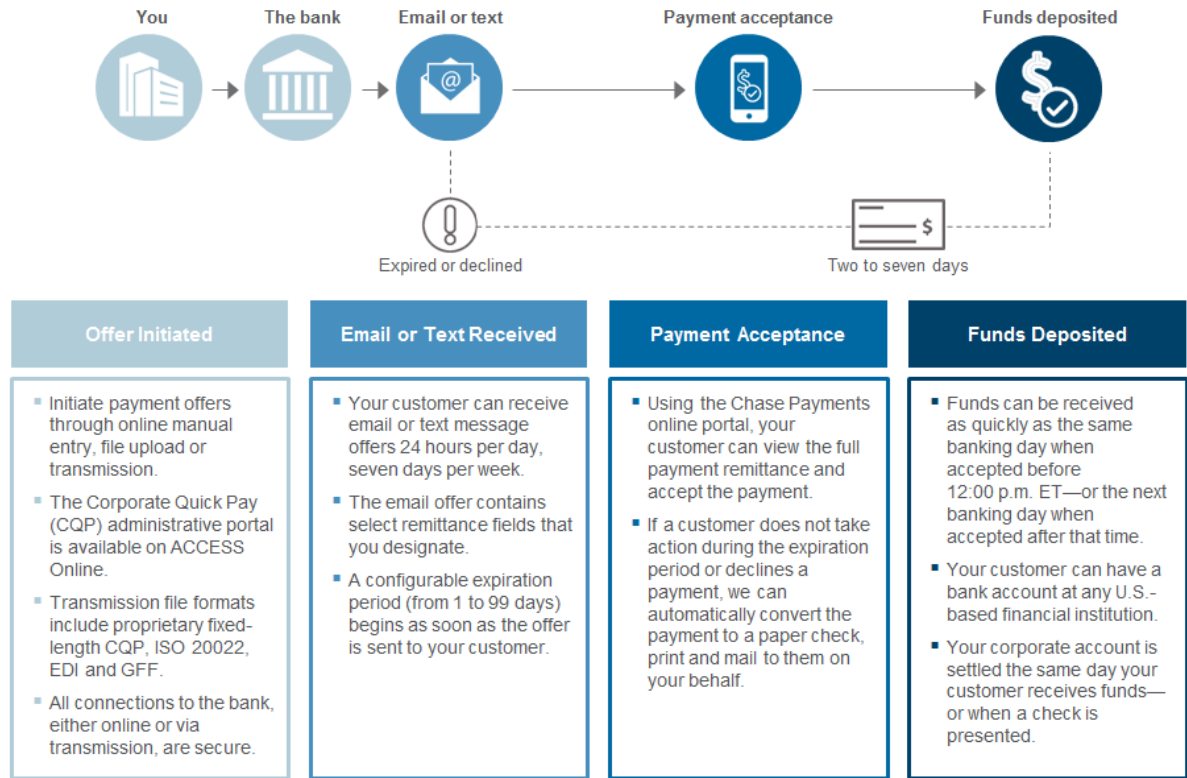 You
The bank
Email or text
Payment acceptance
Funds deposited
@
$
$
$
Expired or declined
Two to seven days
Offer Initiated
▪ Initiate payment offers
through online manual
entry, file upload or
transmission.
▪ The Corporate Quick Pay
(CQP) administrative portal
is available on ACCESS
Online.
▪ Transmission file formats
include proprietary fixed-
length CQP, ISO 20022,
EDI and GFF.
▪ All connections to the bank,
either online or via
transmission, are secure.
Email or Text Received
▪ Your customer can receive
email or text message
offers 24 hours per day,
seven days per week.
▪ The email offer contains
select remittance fields that
you designate.
▪ A configurable expiration
period (from 1 to 99 days)
begins as soon as the offer
is sent to your customer.
Payment Acceptance
▪ Using the Chase Payments
online portal, your
customer can view the full
payment remittance and
accept the payment.
▪ If a customer does not take
action during the expiration
period or declines a
payment, we can
automatically convert the
payment to a paper check,
print and mail to them on
your behalf.
Funds Deposited
▪ Funds can be received
as quickly as the same
banking day when
accepted before
12:00 p.m. ET—or the next
banking day when
accepted after that time.
▪ Your customer can have a
bank account at any U.S.-
based financial institution.
▪ Your corporate account is
settled the same day your
customer receives funds—
or when a check is
presented.